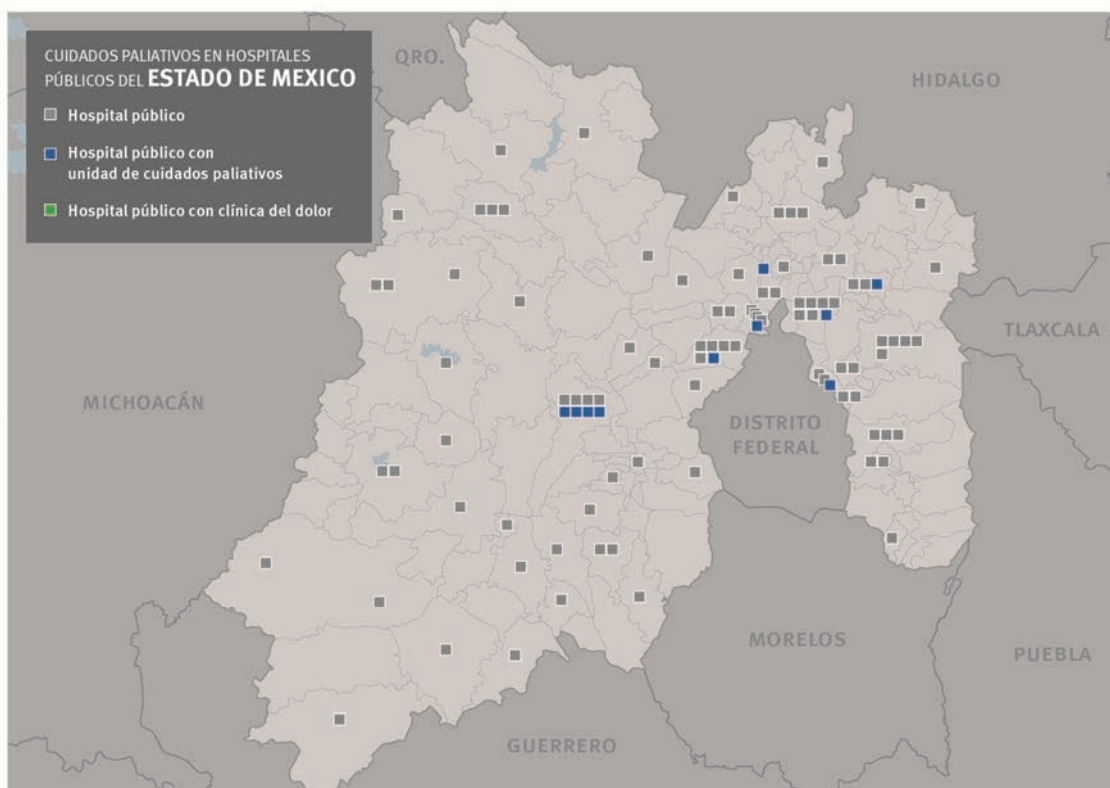 CUIDADOS PALIATIVOS EN HOSPITALES
PÚBLICOS DEL ESTADO DE MEXICO
Hospital público
Hospital público con
unidad de cuidados paliativos
Hospital público con clínica del dolor
QRO.
HIDALGO
TLAXCALA
MICHOACÁN
DISTRITO
FEDERAL
MORELOS
PUEBLA
GUERRERO